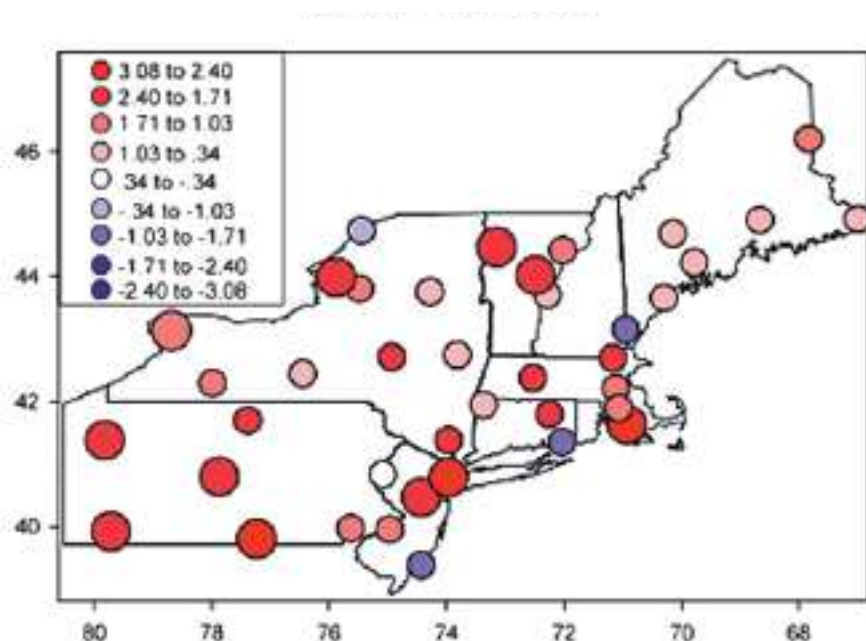 3.08 to 2.40
2.40 to 1.71
1.71 to 1.03
1.03 to .34
.34 to -.34
-.34 to -1.03
-1.03 to -1.71
-1.71 to -2.40
-2.40 to -3.08
46
44
42
40
80 78 76 74 72 70 68